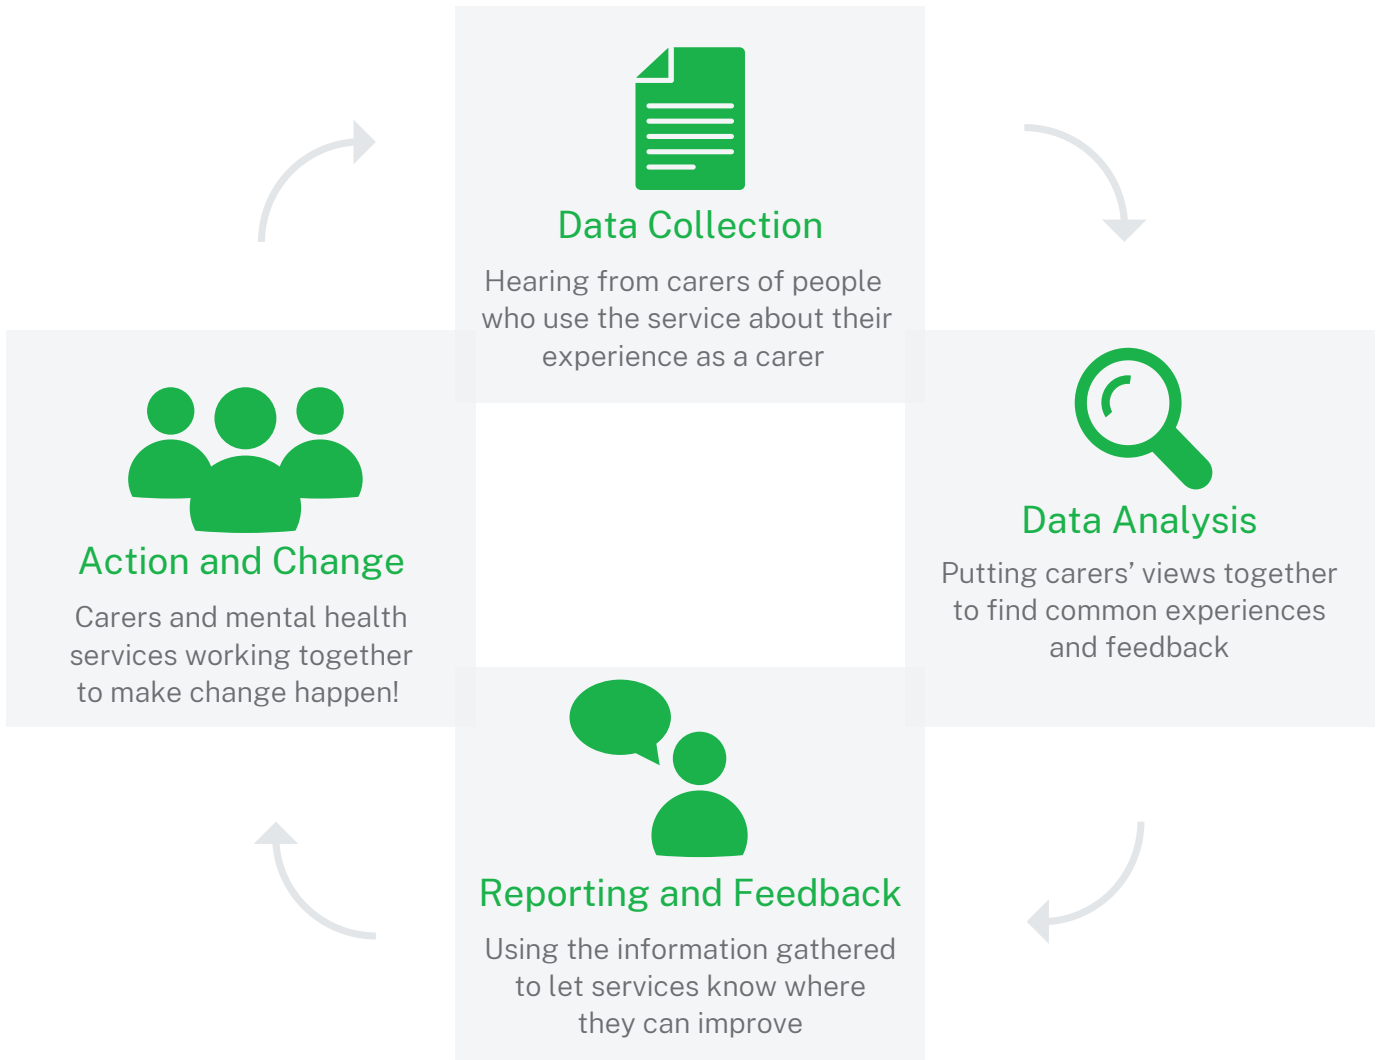 Data Collection
Hearing from carers of people
who use the service about their
experience as a carer
Data Analysis
Putting carers’ views together
to find common experiences
and feedback
Reporting and Feedback
Using the information gathered
to let services know where
they can improve
Action and Change
Carers and mental health
services working together
to make change happen!